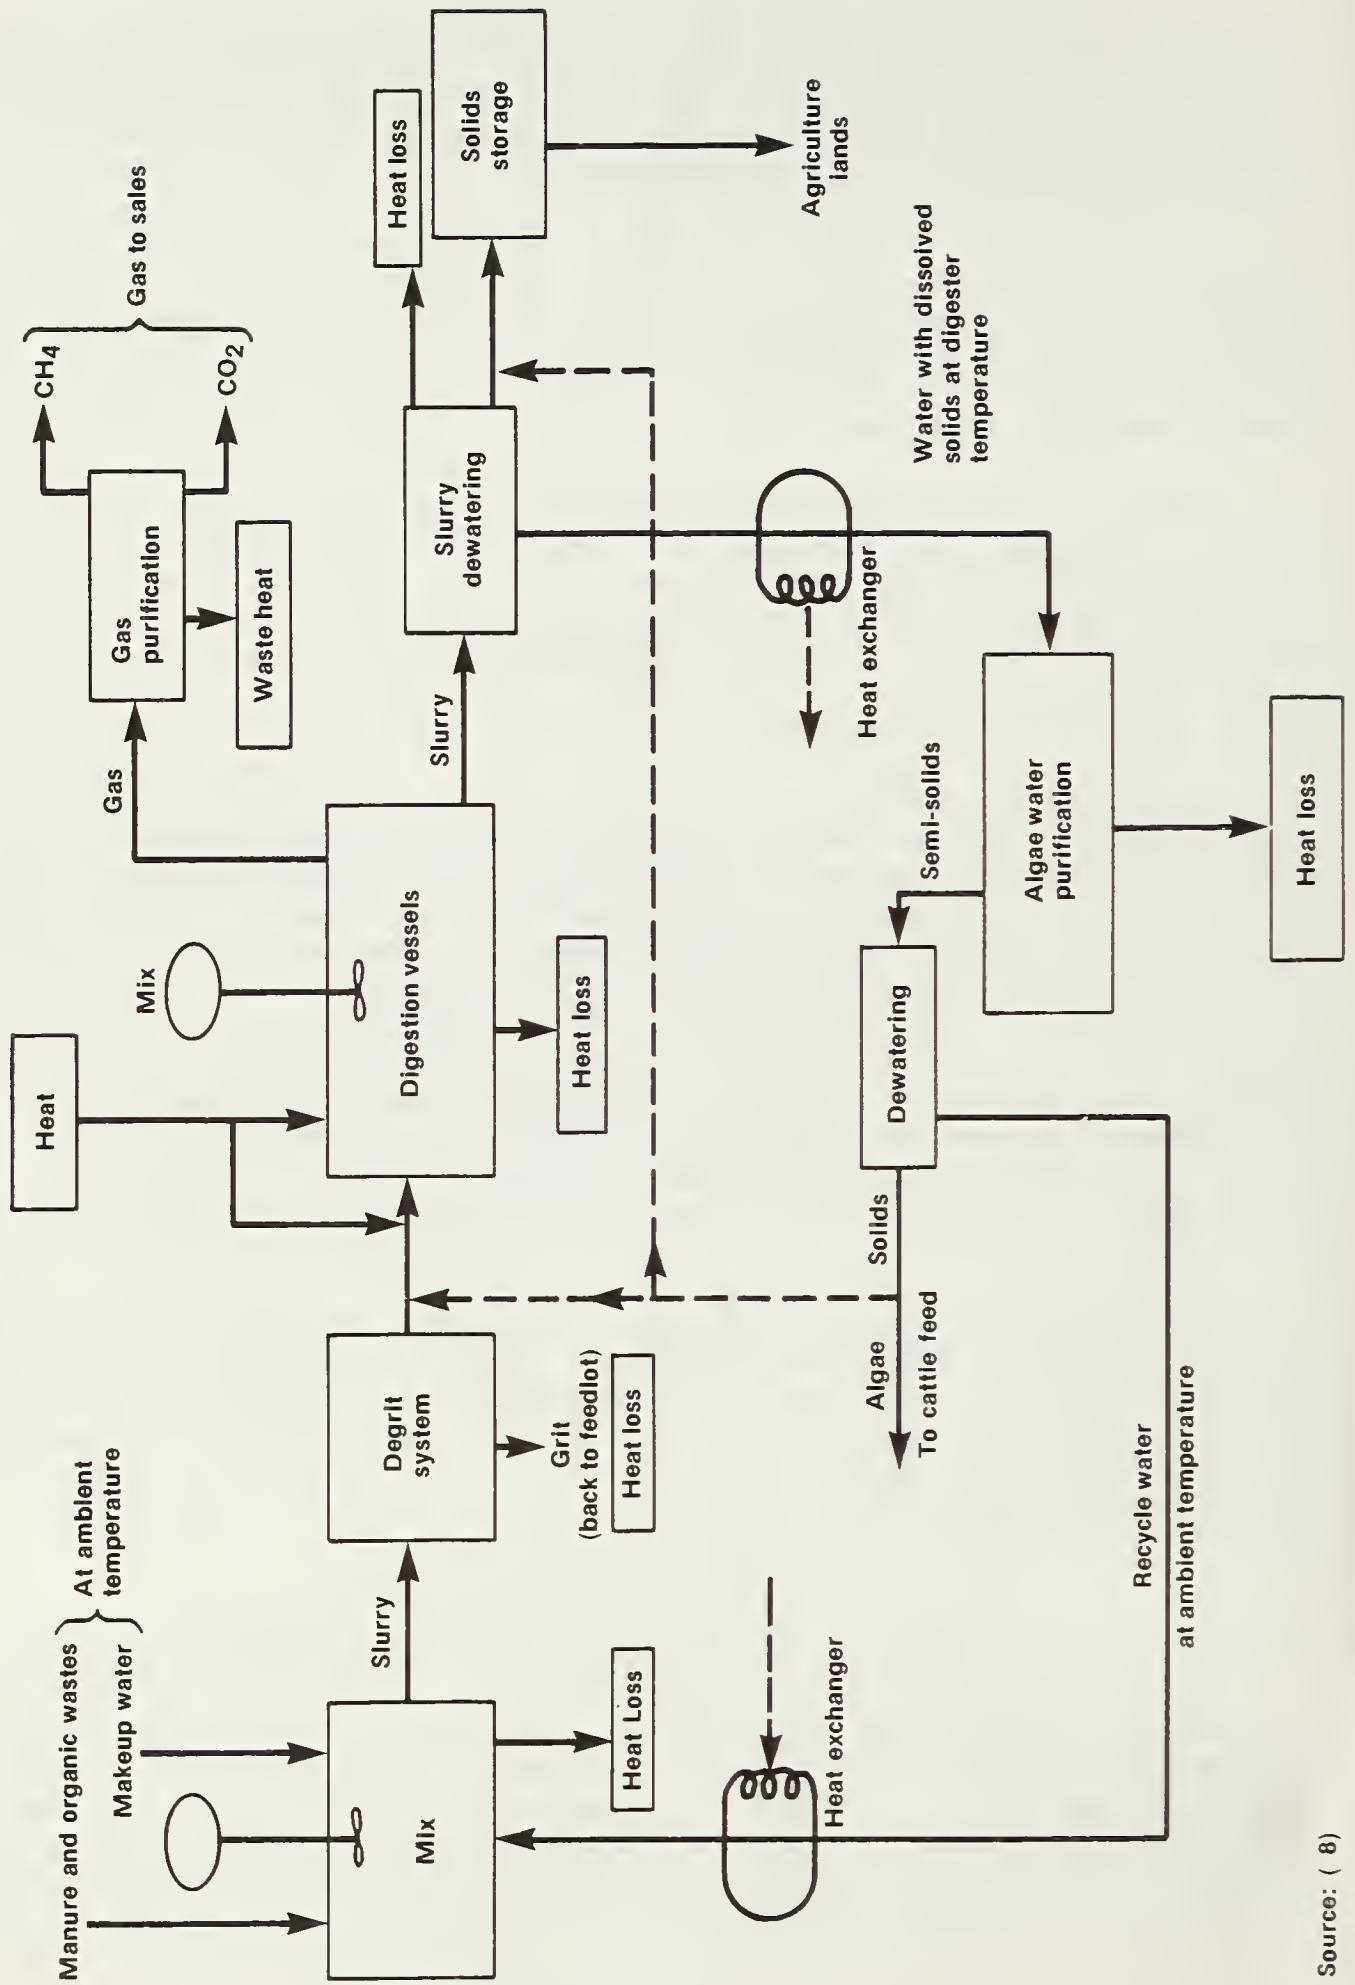 Manure and organic wastes
Makeup water
At ambient
temperature
Mix
Slurry
Heat Loss
Degrit
system
Grit
(back to feedlot)
Heat loss
Heat
Mix
Digestion vessels
Heat loss
Gas
Gas
purification
Waste heat
CH4
CO2
Gas to sales
Slurry
Slurry
dewatering
Heat loss
Solids
storage
Agriculture
lands
Water with dissolved
solids at digester
temperature
Heat exchanger
Algae water
purification
Heat loss
Semi-solids
Dewatering
Solids
Algae
To cattle feed
Recycle water
at ambient temperature
Heat exchanger
Source: ( 8)